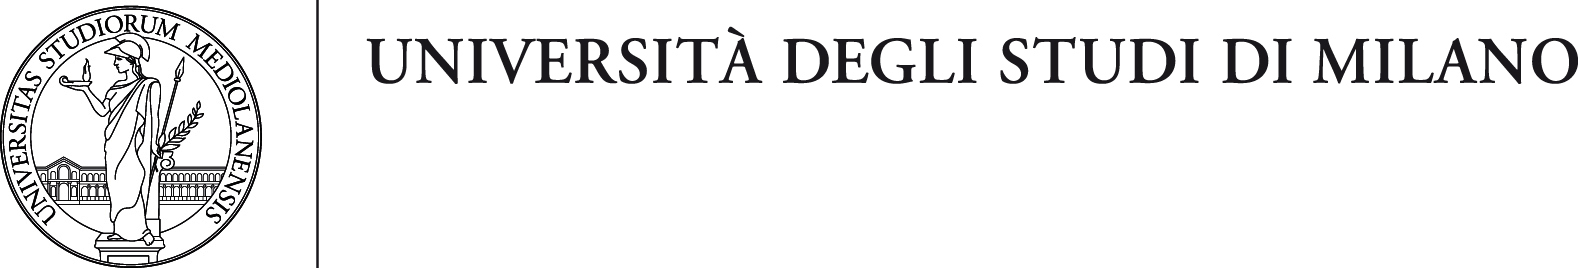 UNIVERSITAS STUDIORUM MEDIOLANENSIS
UNIVERSITÀ DEGLI STUDI DI MILANO